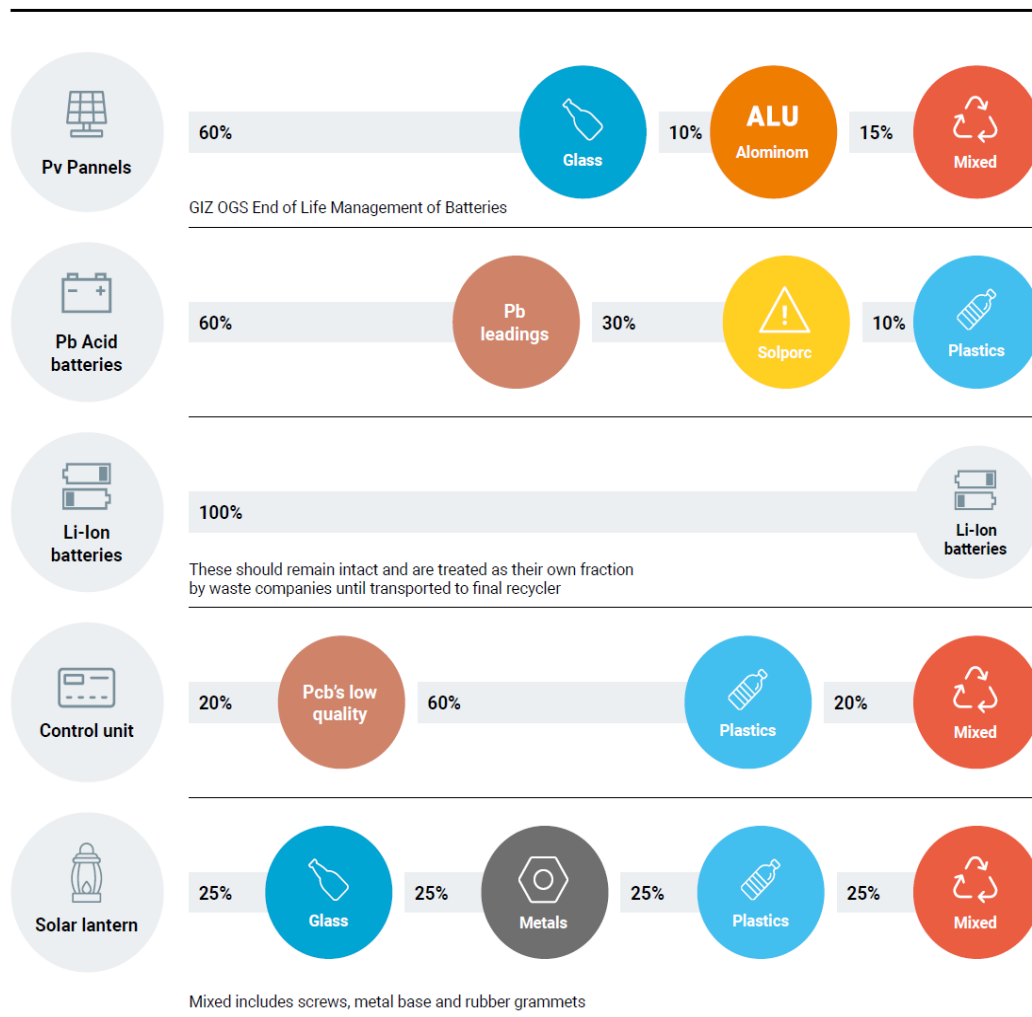 Pv Pannels
60%
Glass
10%
ALU
Alominom
15%
Mixed
GIZ OGS End of Life Management of Batteries
Pb Acid
batteries
60%
Pb
leadings
30%
Solporc
10%
Plastics
Li-Ion
batteries
100%
Li-Ion
batteries
These should remain intact and are treated as their own fraction
by waste companies until transported to final recycler
Control unit
20%
Pcb's low
quality
60%
Plastics
20%
Mixed
Solar lantern
25%
Glass
25%
Metals
25%
Plastics
25%
Mixed
Mixed includes screws, metal base and rubber grammets